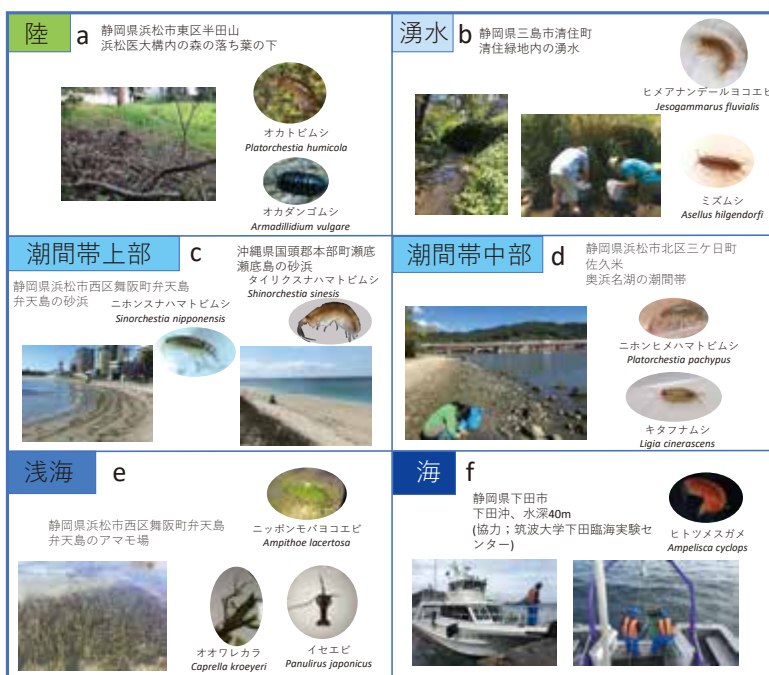 陸
a
静岡県浜松市東区半田山
浜松医大構内の森の落ち葉の下
オカトビムシ
Platorchestia humicola
オカダンゴムシ
Armadillidium vulgare
湧水
b
静岡県三島市清住町
清住緑地内の湧水
ヒメアナンデールヨコエビ
Jesogammarus fluvialis
ミズムシ
Asellus hilgendorfi
潮間帯上部
c
静岡県浜松市西区舞阪町弁天島
弁天島の砂浜
ニホンスナハマトビムシ
Sinorchestia nipponensis
沖縄県国頭郡本部町瀬底
瀬底島の砂浜
タイリクスナハマトビムシ
Shinorchestia sinesis
潮間帯中部
d
静岡県浜松市北区三ケ日町
佐久米
奥浜名湖の潮間帯
ニホンヒメハマトビムシ
Platorchestia pachypus
キタフナムシ
Ligia cinerascens
浅海
e
静岡県浜松市西区舞阪町弁天島
弁天島のアマモ場
ニッポンモバヨコエビ
Ampithoe lacertosa
オオワレカラ
Caprella kroeyeri
イセエビ
Panulirus japonicus
海
f
静岡県下田市
下田沖、水深40m
(協力；筑波大学下田臨海実験セ
ンター)
ヒトツメスガメ
Ampelisca cyclops